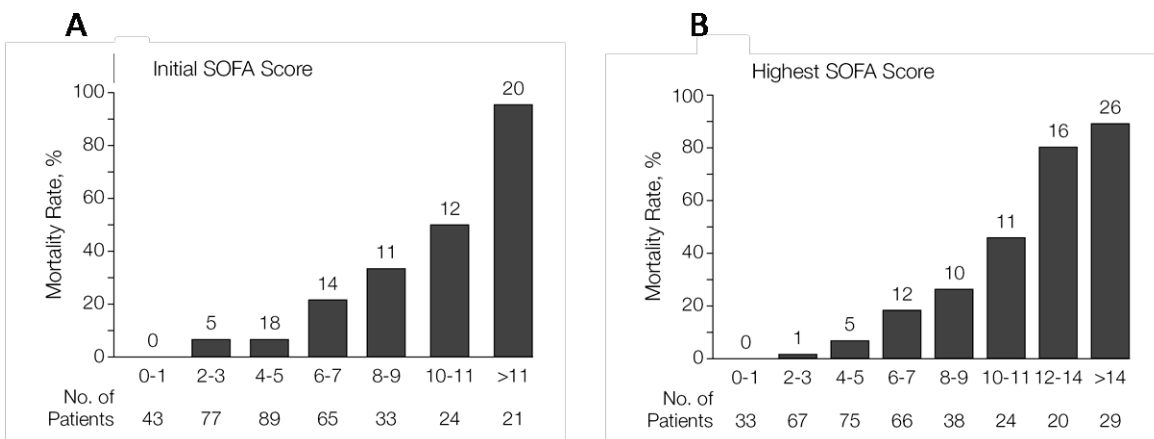 A
Initial SOFA Score
Mortality Rate, %
100
80
60
40
20
0
0 5 18 14 11 12 20
0-1 2-3 4-5 6-7 8-9 10-11 >11
No. of
Patients 43 77 89 65 33 24 21
B
Highest SOFA Score
Mortality Rate, %
100
80
60
40
20
0
0 1 5 12 10 11 16 26
0-1 2-3 4-5 6-7 8-9 10-11 12-14 >14
No. of
Patients 33 67 75 66 38 24 20 29